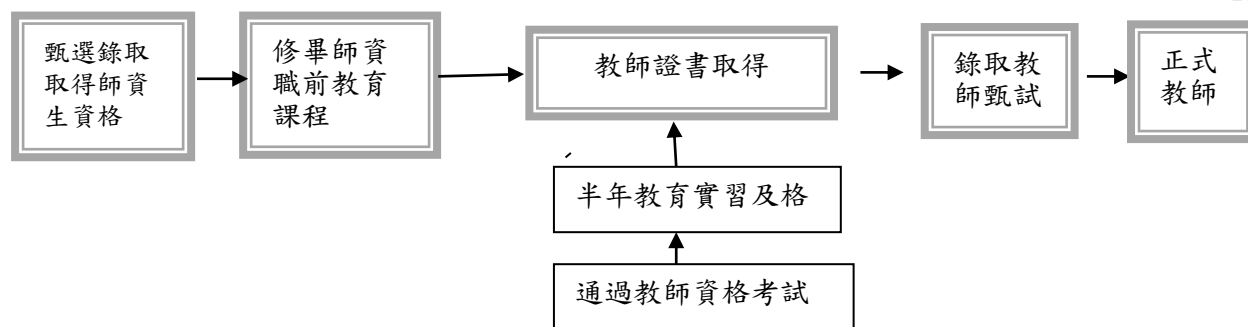 甄選錄取
取得師資
生資格
修畢師資
職前教育
課程
教師證書取得
錄取教
師甄試
正式
教師
半年教育實習及格
通過教師資格考試